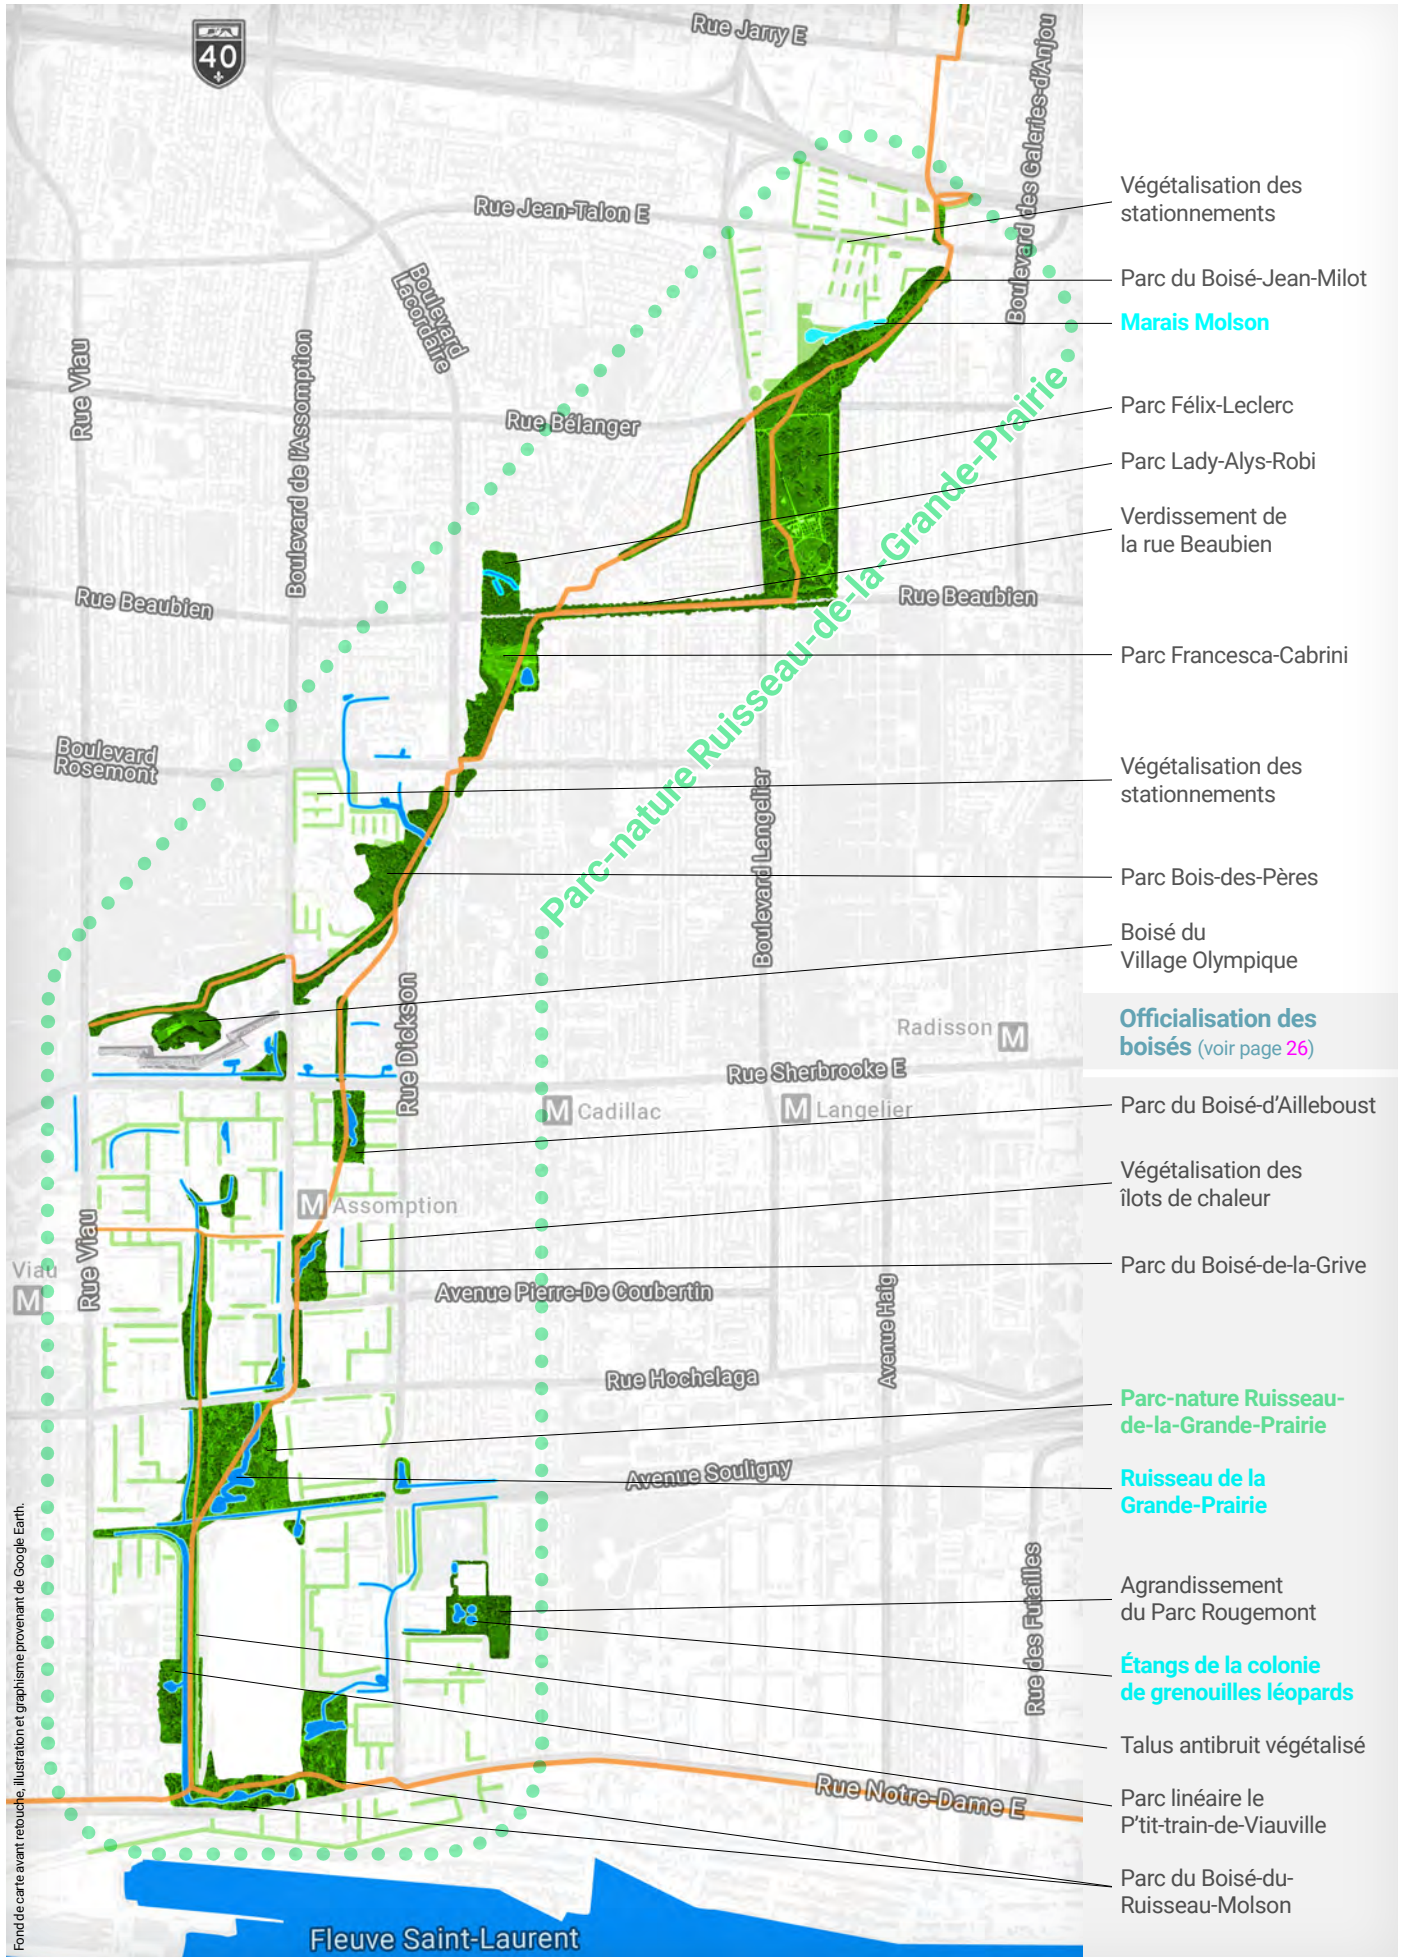 40
Rue Jarry E
Boulevard des Galeries-d'Anjou
Rue Jean-Talon E
Boulevard
Lacordaire
Rue Viau
Boulevard de l'Assomption
Rue Bélanger
Rue Beaubien
Rue Beaubien
Parc-nature Ruisseau-de-la-Grande-Prairie
Boulevard
Rosemont
Boulevard Langelier
Rue Dickson
Radisson M
Rue Sherbrooke E
M Cadillac
M Langelier
M Assomption
Rue Viau
Viau
M
Avenue Pierre-De Coubertin
Avenue Haig
Rue Hochelaga
Avenue Souligny
Rue des Futailles
Rue Notre-Dame E
Fleuve Saint-Laurent
Fond de carte avant retouche, illustration et graphisme provenant de Google Earth.
Végétalisation des
stationnements
Parc du Boisé-Jean-Milot
Marais Molson
Parc Félix-Leclerc
Parc Lady-Alys-Robi
Verdissement de
la rue Beaubien
Parc Francesca-Cabrini
Végétalisation des
stationnements
Parc Bois-des-Pères
Boisé du
Village Olympique
Officialisation des
boisés (voir page 26)
Parc du Boisé-d'Ailleboust
Végétalisation des
îlots de chaleur
Parc du Boisé-de-la-Grive
Parc-nature Ruisseau-
de-la-Grande-Prairie
Ruisseau de la
Grande-Prairie
Agrandissement
du Parc Rougemont
Étangs de la colonie
de grenouilles léopards
Talus antibruit végétalisé
Parc linéaire le
P'tit-train-de-Viauville
Parc du Boisé-du-
Ruisseau-Molson